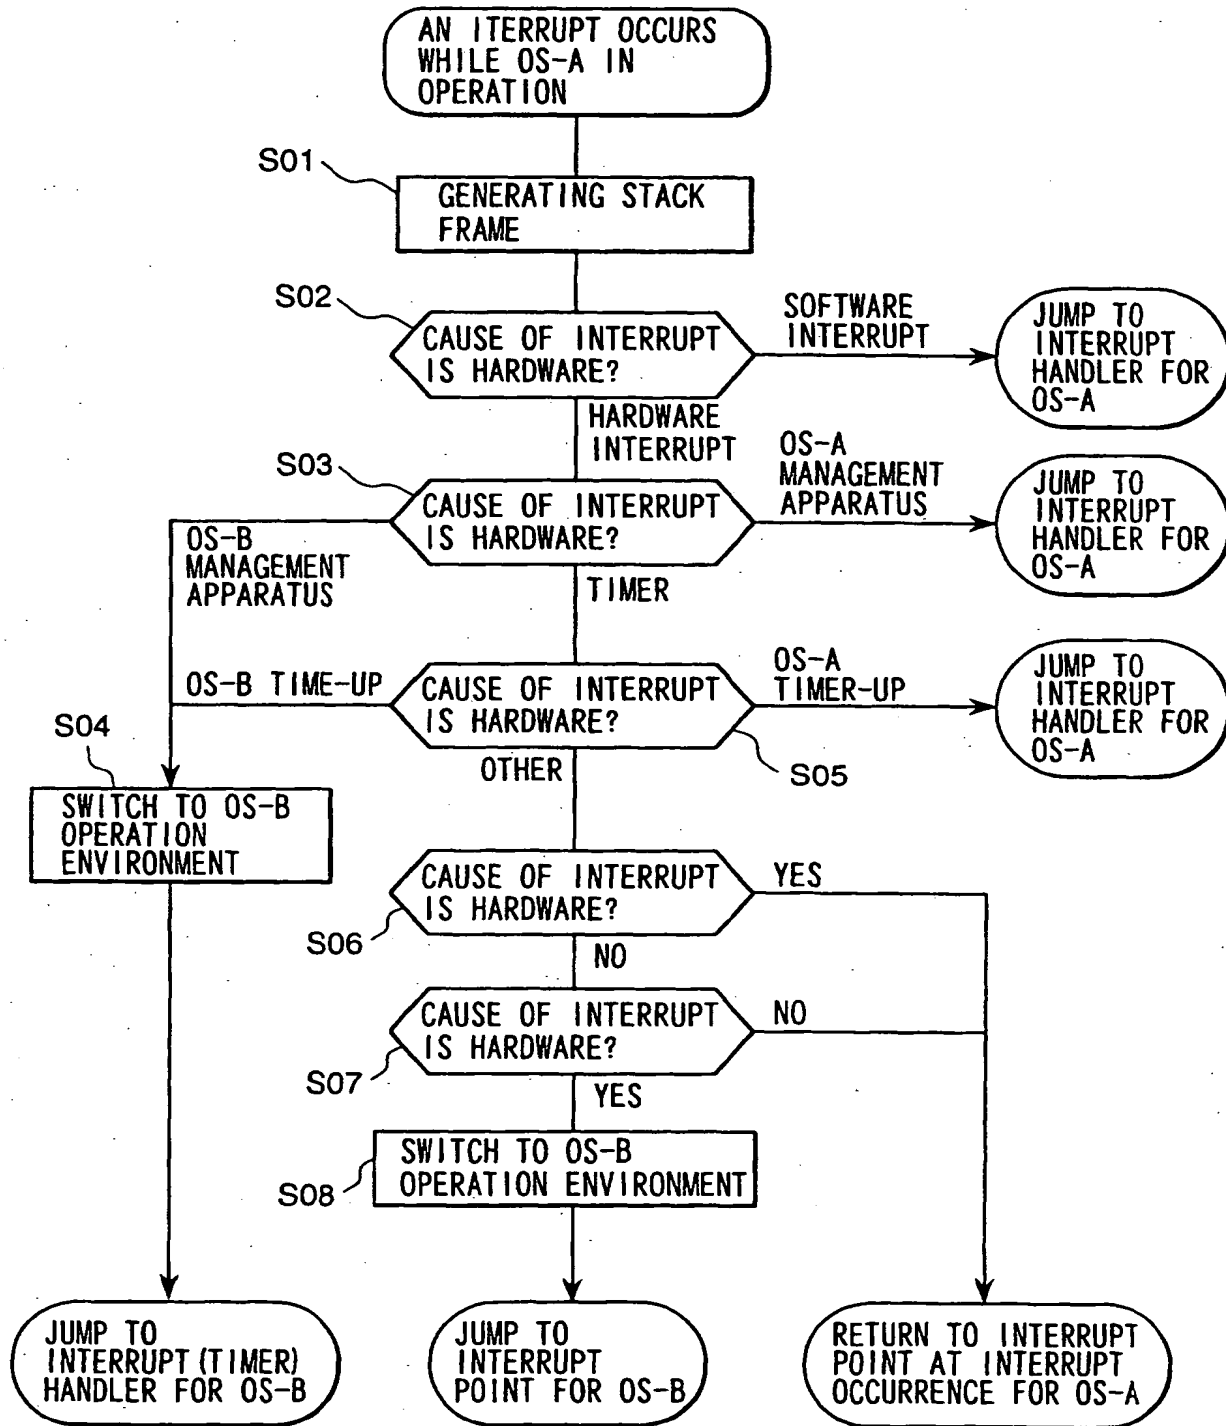 AN ITERRUPT OCCURS
WHILE OS-A IN
OPERATION
S01
GENERATING STACK
FRAME
S02
CAUSE OF INTERRUPT
IS HARDWARE?
SOFTWARE
INTERRUPT
JUMP TO
INTERRUPT
HANDLER FOR
OS-A
HARDWARE
INTERRUPT
S03
CAUSE OF INTERRUPT
IS HARDWARE?
OS-A
MANAGEMENT
APPARATUS
JUMP TO
INTERRUPT
HANDLER FOR
OS-A
OS-B
MANAGEMENT
APPARATUS
TIMER
OS-B TIME-UP
CAUSE OF INTERRUPT
IS HARDWARE?
OS-A
TIMER-UP
JUMP TO
INTERRUPT
HANDLER FOR
OS-A
S05
S04
SWITCH TO OS-B
OPERATION
ENVIRONMENT
OTHER
CAUSE OF INTERRUPT
IS HARDWARE?
YES
S06
NO
CAUSE OF INTERRUPT
IS HARDWARE?
NO
S07
YES
SWITCH TO OS-B
OPERATION ENVIRONMENT
S08
JUMP TO
INTERRUPT (TIMER)
HANDLER FOR OS-B
JUMP TO
INTERRUPT
POINT FOR OS-B
RETURN TO INTERRUPT
POINT AT INTERRUPT
OCCURRENCE FOR OS-A